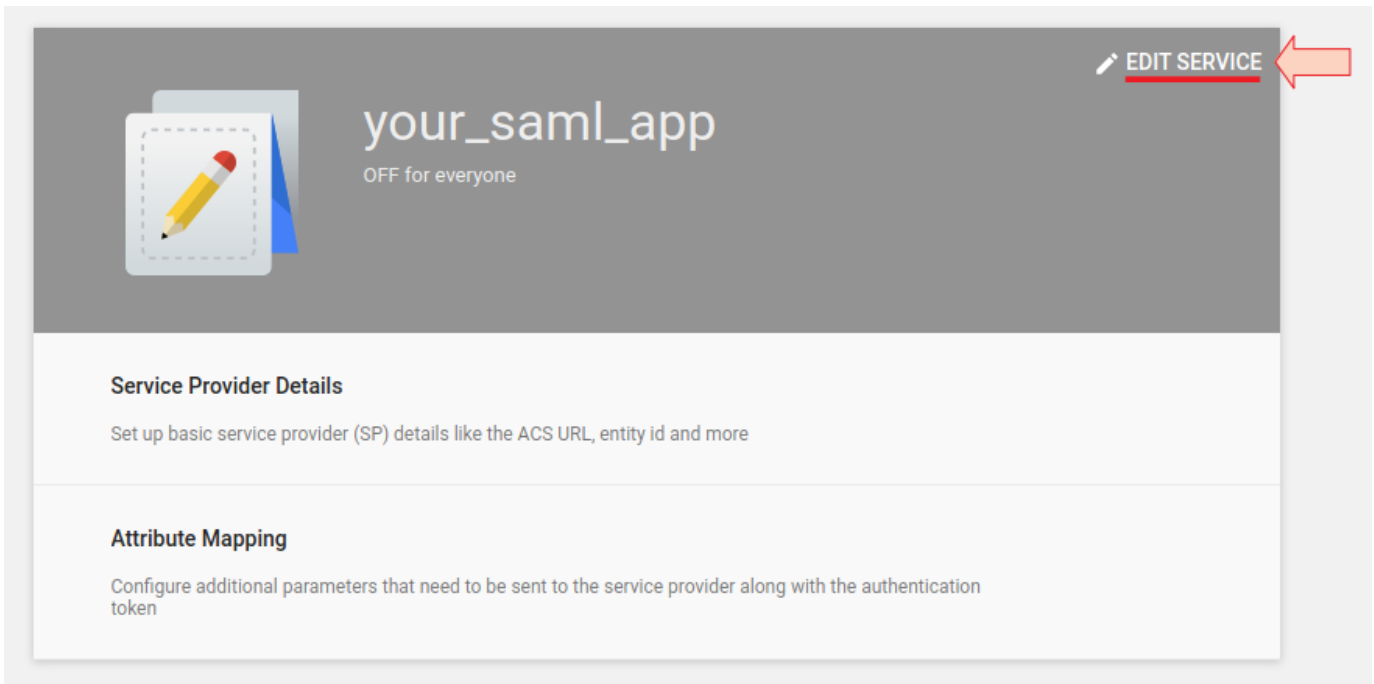 EDIT SERVICE
your_saml_app
OFF for everyone
Service Provider Details
Set up basic service provider (SP) details like the ACS URL, entity id and more
Attribute Mapping
Configure additional parameters that need to be sent to the service provider along with the authentication
token